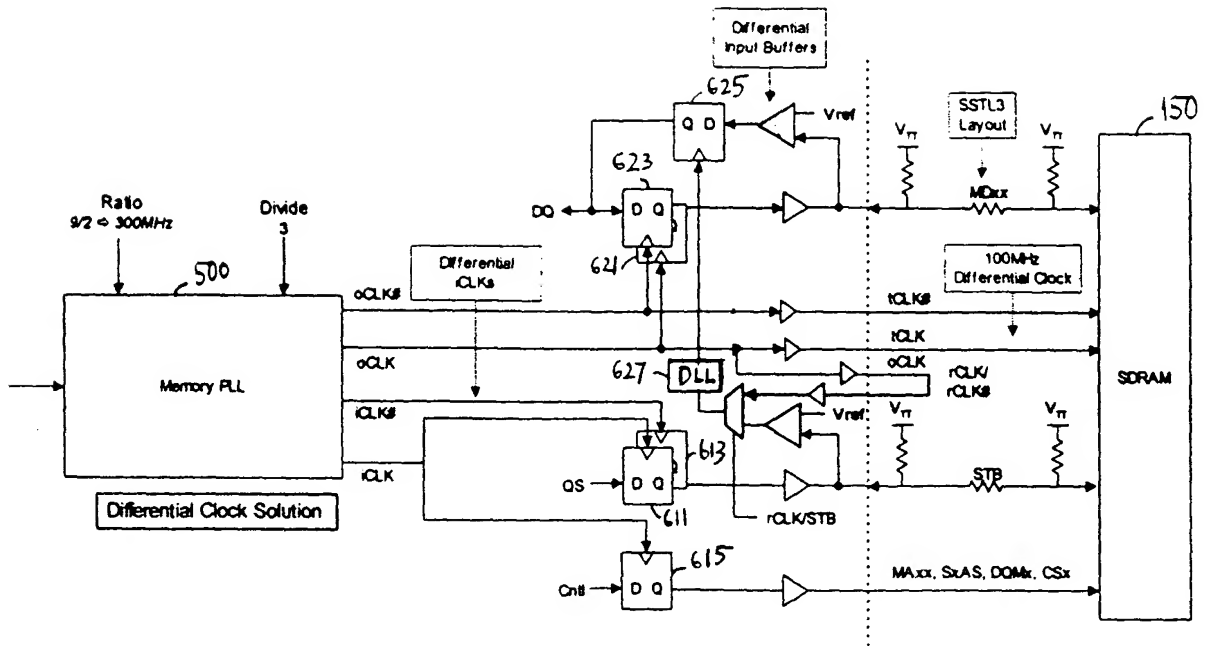 Differential
Input Buffers
625
Q D
Vref
SSTL3
Layout
VTT
VTT
150
Ratio
9/2 ⇨ 300MHz
Divide
3
623
DQ
D Q
MDxx
621
500
Differential
iCLKs
100MHz
Differential Clock
oCLK#
tCLK#
oCLK
tCLK
oCLK
627
DLL
rCLK/
rCLK#
Memory PLL
SDRAM
iCLK#
Vref
VTT
VTT
iCLK
613
QS
D Q
STB
Differential Clock Solution
611
rCLK/STB
615
Cntl
D Q
MAxx, SxAS, DQMx, CSx